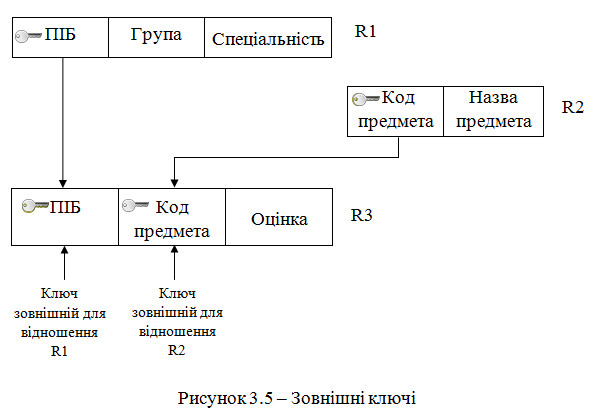 ПІБ
Група
Спеціальність
R1
Код
предмета
Назва
предмета
R2
ПІБ
Код
предмета
Оцінка
R3
Ключ
зовнішній для
відношення
R1
Ключ
зовнішній для
відношення
R2
Рисунок 3.5 – Зовнішні ключі